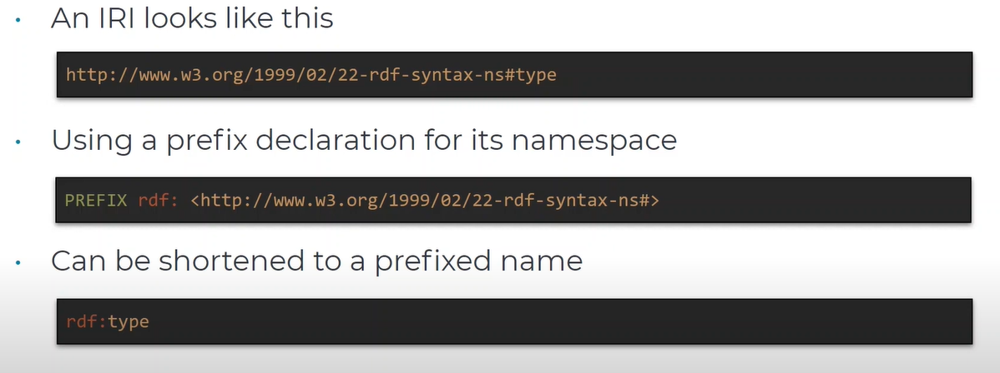 • An IRI looks like this
http://www.w3.org/1999/02/22-rdf-syntax-ns#type
• Using a prefix declaration for its namespace
PREFIX rdf: <http://www.w3.org/1999/02/22-rdf-syntax-ns#>
• Can be shortened to a prefixed name
rdf:type